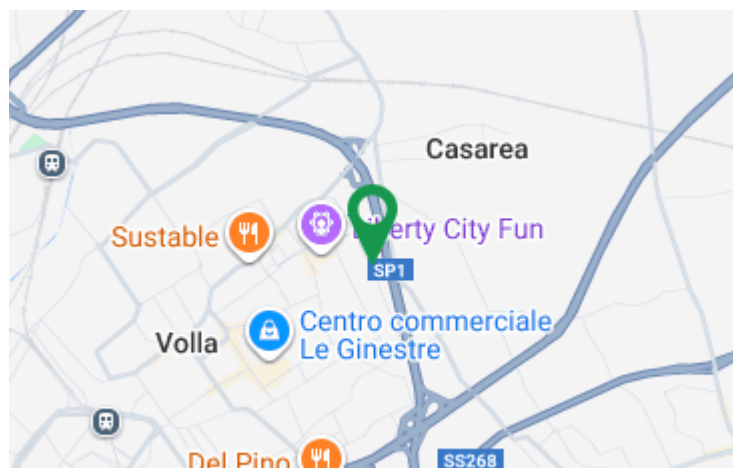 Casarea
Sustable
Liberty City Fun
SP1
Centro commerciale
Le Ginestre
Volla
Del Pino
SS268